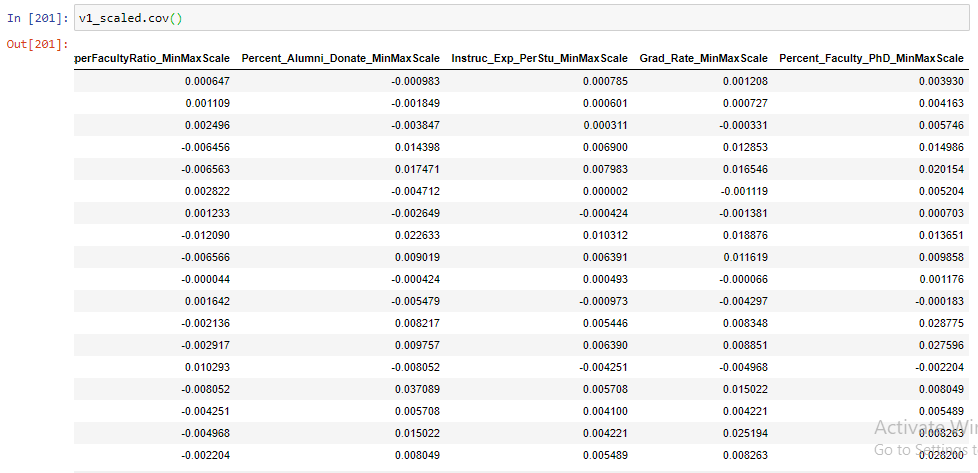 In [201]: v1_scaled.cov()
Out[201]:
perFacultyRatio_MinMaxScale Percent_Alumni_Donate_MinMaxScale Instruc_Exp_PerStu_MinMaxScale Grad_Rate_MinMaxScale Percent_Faculty_PhD_MinMaxScale
0.000647 -0.000983 0.000785 0.001208 0.003930
0.001109 -0.001849 0.000601 0.000727 0.004163
0.002496 -0.003847 0.000311 -0.000331 0.005746
-0.006456 0.014398 0.006900 0.012853 0.014986
-0.006563 0.017471 0.007983 0.016546 0.020154
0.002822 -0.004712 0.000002 -0.001119 0.005204
0.001233 -0.002649 -0.000424 -0.001381 0.000703
-0.012090 0.022633 0.010312 0.018876 0.013651
-0.006566 0.009019 0.006391 0.011619 0.009858
-0.000044 -0.000424 0.000493 -0.000066 0.001176
0.001642 -0.005479 -0.000973 -0.004297 -0.000183
-0.002136 0.008217 0.005446 0.008348 0.028775
-0.002917 0.009757 0.006390 0.008851 0.027596
0.010293 -0.008052 -0.004251 -0.004968 -0.002204
-0.008052 0.037089 0.005708 0.015022 0.008049
-0.004251 0.005708 0.004100 0.004221 0.005489
-0.004968 0.015022 0.004221 0.025194 0.008263
-0.002204 0.008049 0.005489 0.008263 0.028200
Activate Win
Go to Settings t